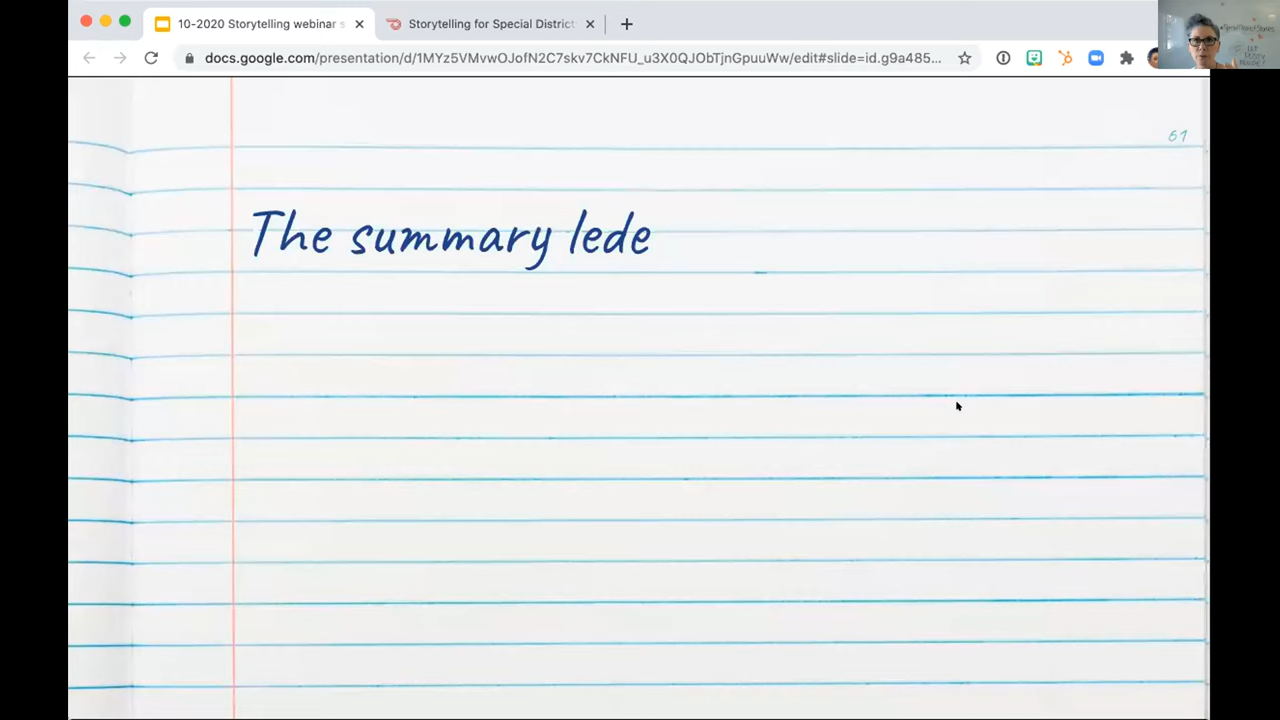 10-2020 Storytelling webinar s
Storytelling for Special District
docs.google.com/presentation/d/1MYz5VMvwOJofN2C7skv7CkNFU_u3X0QJObTjnGpuuWw/edit#slide=id.g9a485...
61
The summary lede